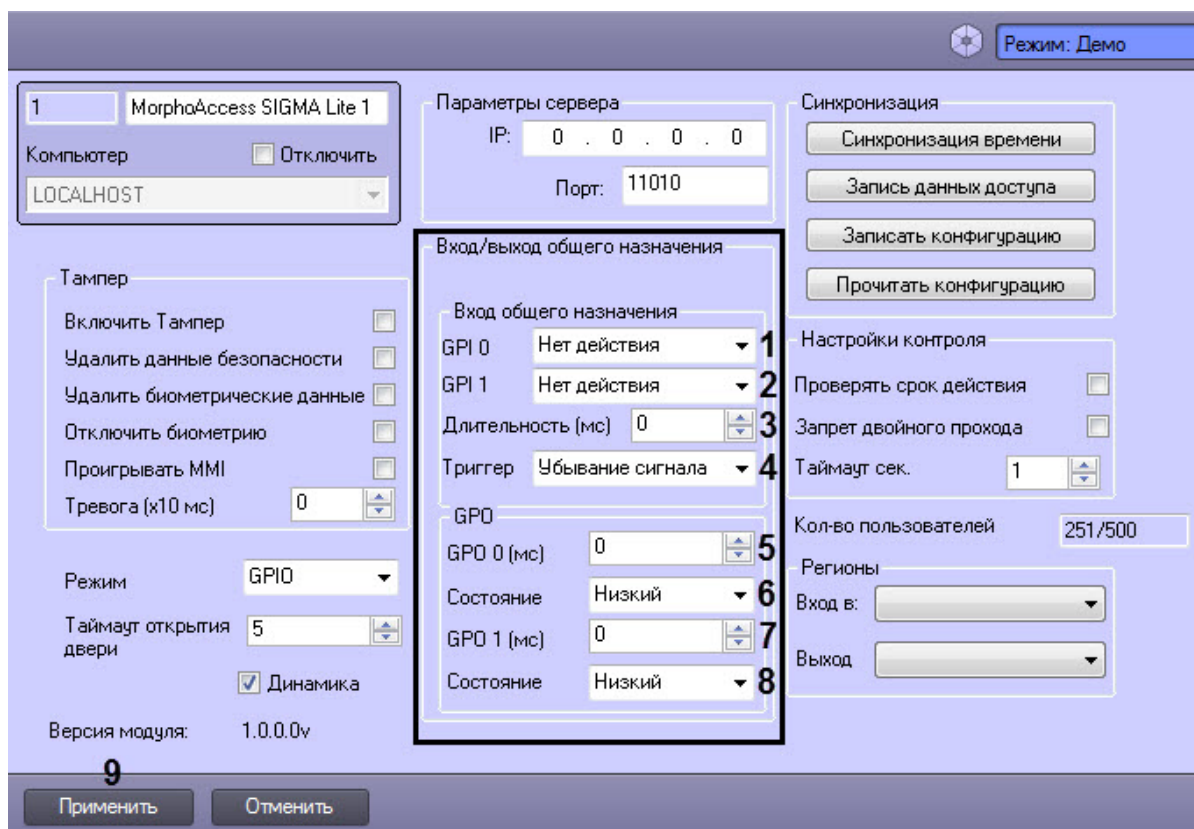 Режим: Демо
1
MorphoAccess SIGMA Lite 1
Компьютер
Отключить
LOCALHOST
Тампер
Включить Тампер
Удалить данные безопасности
Удалить биометрические данные
Отключить биометрию
Проигрывать MMI
Тревога (x10 мс)
0
Режим
GPIO
Таймаут открытия
двери
5
Динамика
Версия модуля:
1.0.0.0v
Параметры сервера
IP:
0 . 0 . 0 . 0
Порт:
11010
Вход/выход общего назначения
Вход общего назначения
GPI 0
Нет действия
1
GPI 1
Нет действия
2
Длительность (мс)
0
3
Триггер
Убывание сигнала
4
GPO
GPO 0 (мс)
0
5
Состояние
Низкий
6
GPO 1 (мс)
0
7
Состояние
Низкий
8
Синхронизация
Синхронизация времени
Запись данных доступа
Записать конфигурацию
Прочитать конфигурацию
Настройки контроля
Проверять срок действия
Запрет двойного прохода
Таймаут сек.
1
Кол-во пользователей
251/500
Регионы
Вход в:
Выход
9
Применить
Отменить